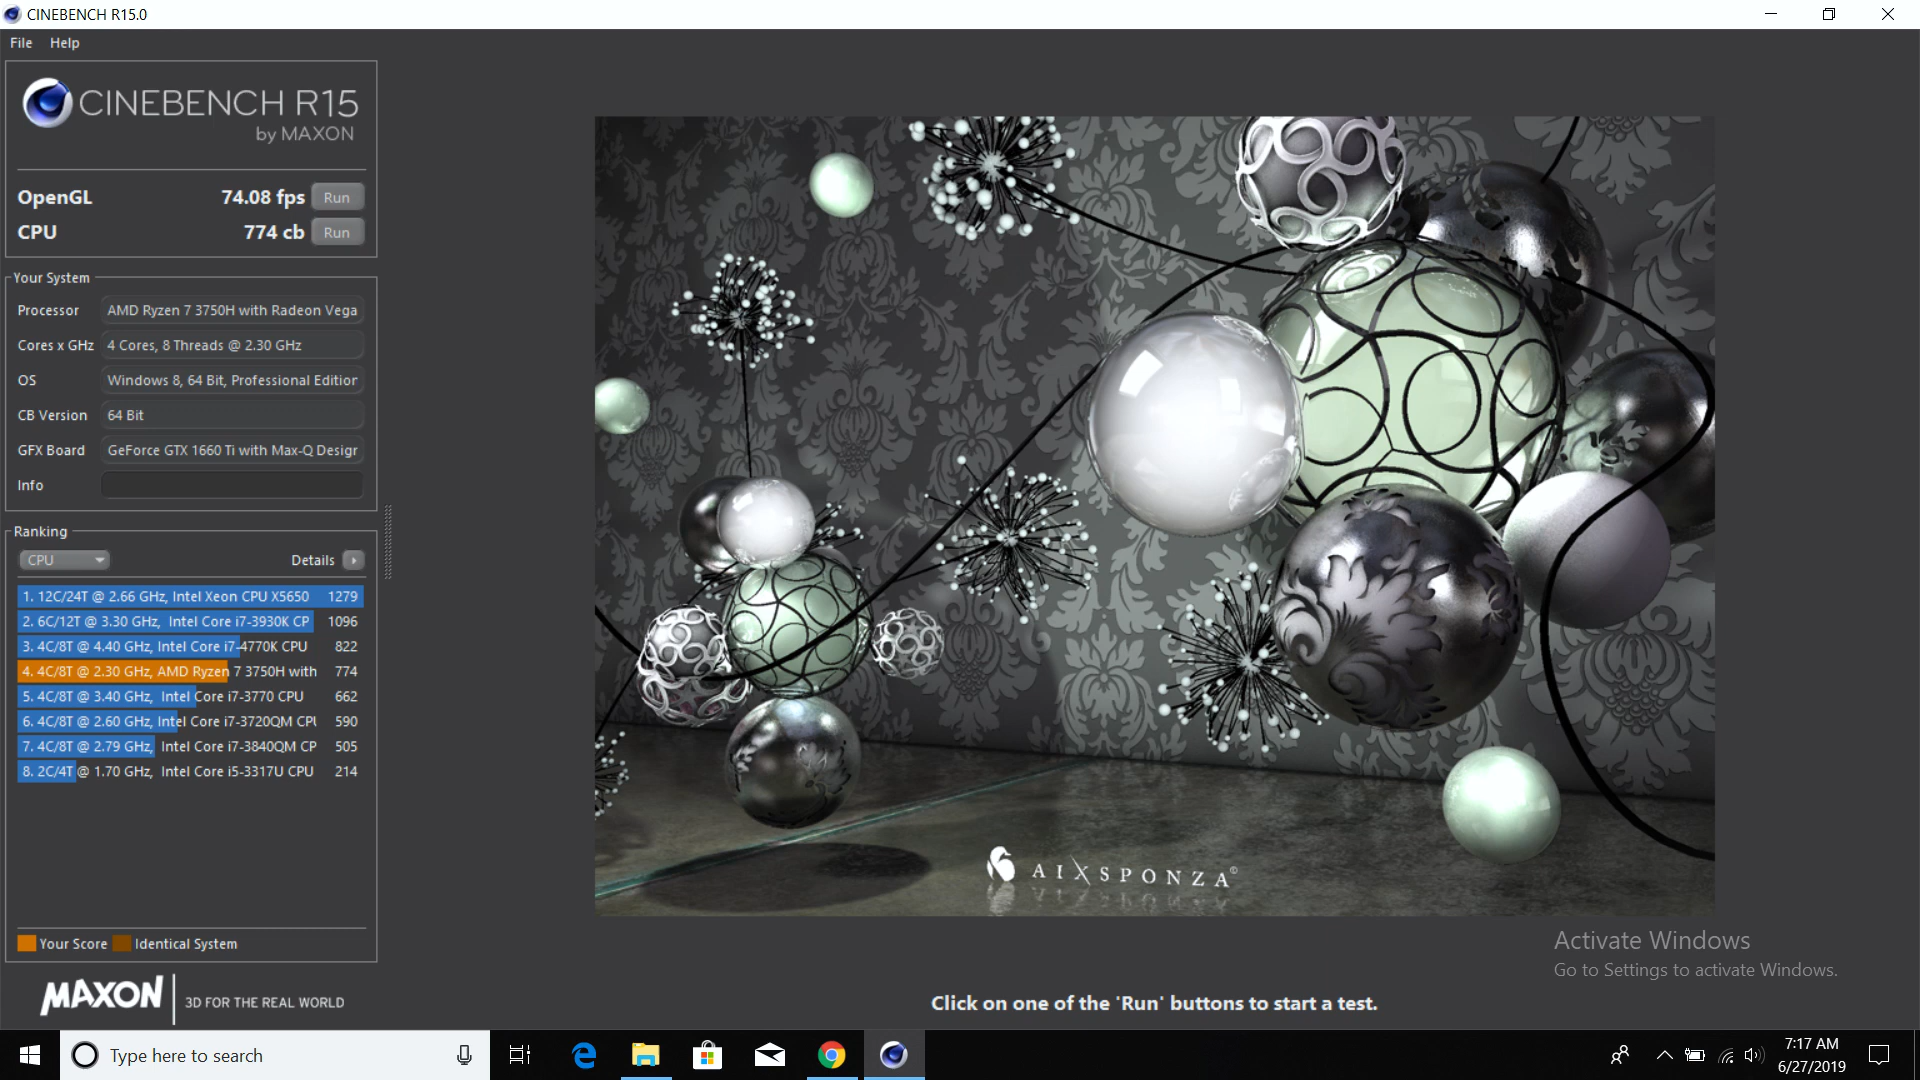 CINEBENCH R15.0
File Help
CINEBENCH R15
by MAXON
OpenGL 74.08 fps Run
CPU 774 cb Run
Your System
Processor AMD Ryzen 7 3750H with Radeon Vega
Cores x GHz 4 Cores, 8 Threads @ 2.30 GHz
OS Windows 8, 64 Bit, Professional Edition
CB Version 64 Bit
GFX Board GeForce GTX 1660 Ti with Max-Q Design
Info
Ranking
CPU Details
1. 12C/24T @ 2.66 GHz, Intel Xeon CPU X5650 1279
2. 6C/12T @ 3.30 GHz, Intel Core i7-3930K CP 1096
3. 4C/8T @ 4.40 GHz, Intel Core i7-4770K CPU 822
4. 4C/8T @ 2.30 GHz, AMD Ryzen 7 3750H with 774
5. 4C/8T @ 3.40 GHz, Intel Core i7-3770 CPU 662
6. 4C/8T @ 2.60 GHz, Intel Core i7-3720QM CPU 590
7. 4C/8T @ 2.79 GHz, Intel Core i7-3840QM CP 505
8. 2C/4T @ 1.70 GHz, Intel Core i5-3317U CPU 214
Your Score Identical System
MAXON 3D FOR THE REAL WORLD
AIXSPONZA©
Activate Windows
Go to Settings to activate Windows.
Click on one of the 'Run' buttons to start a test.
Type here to search
7:17 AM
6/27/2019